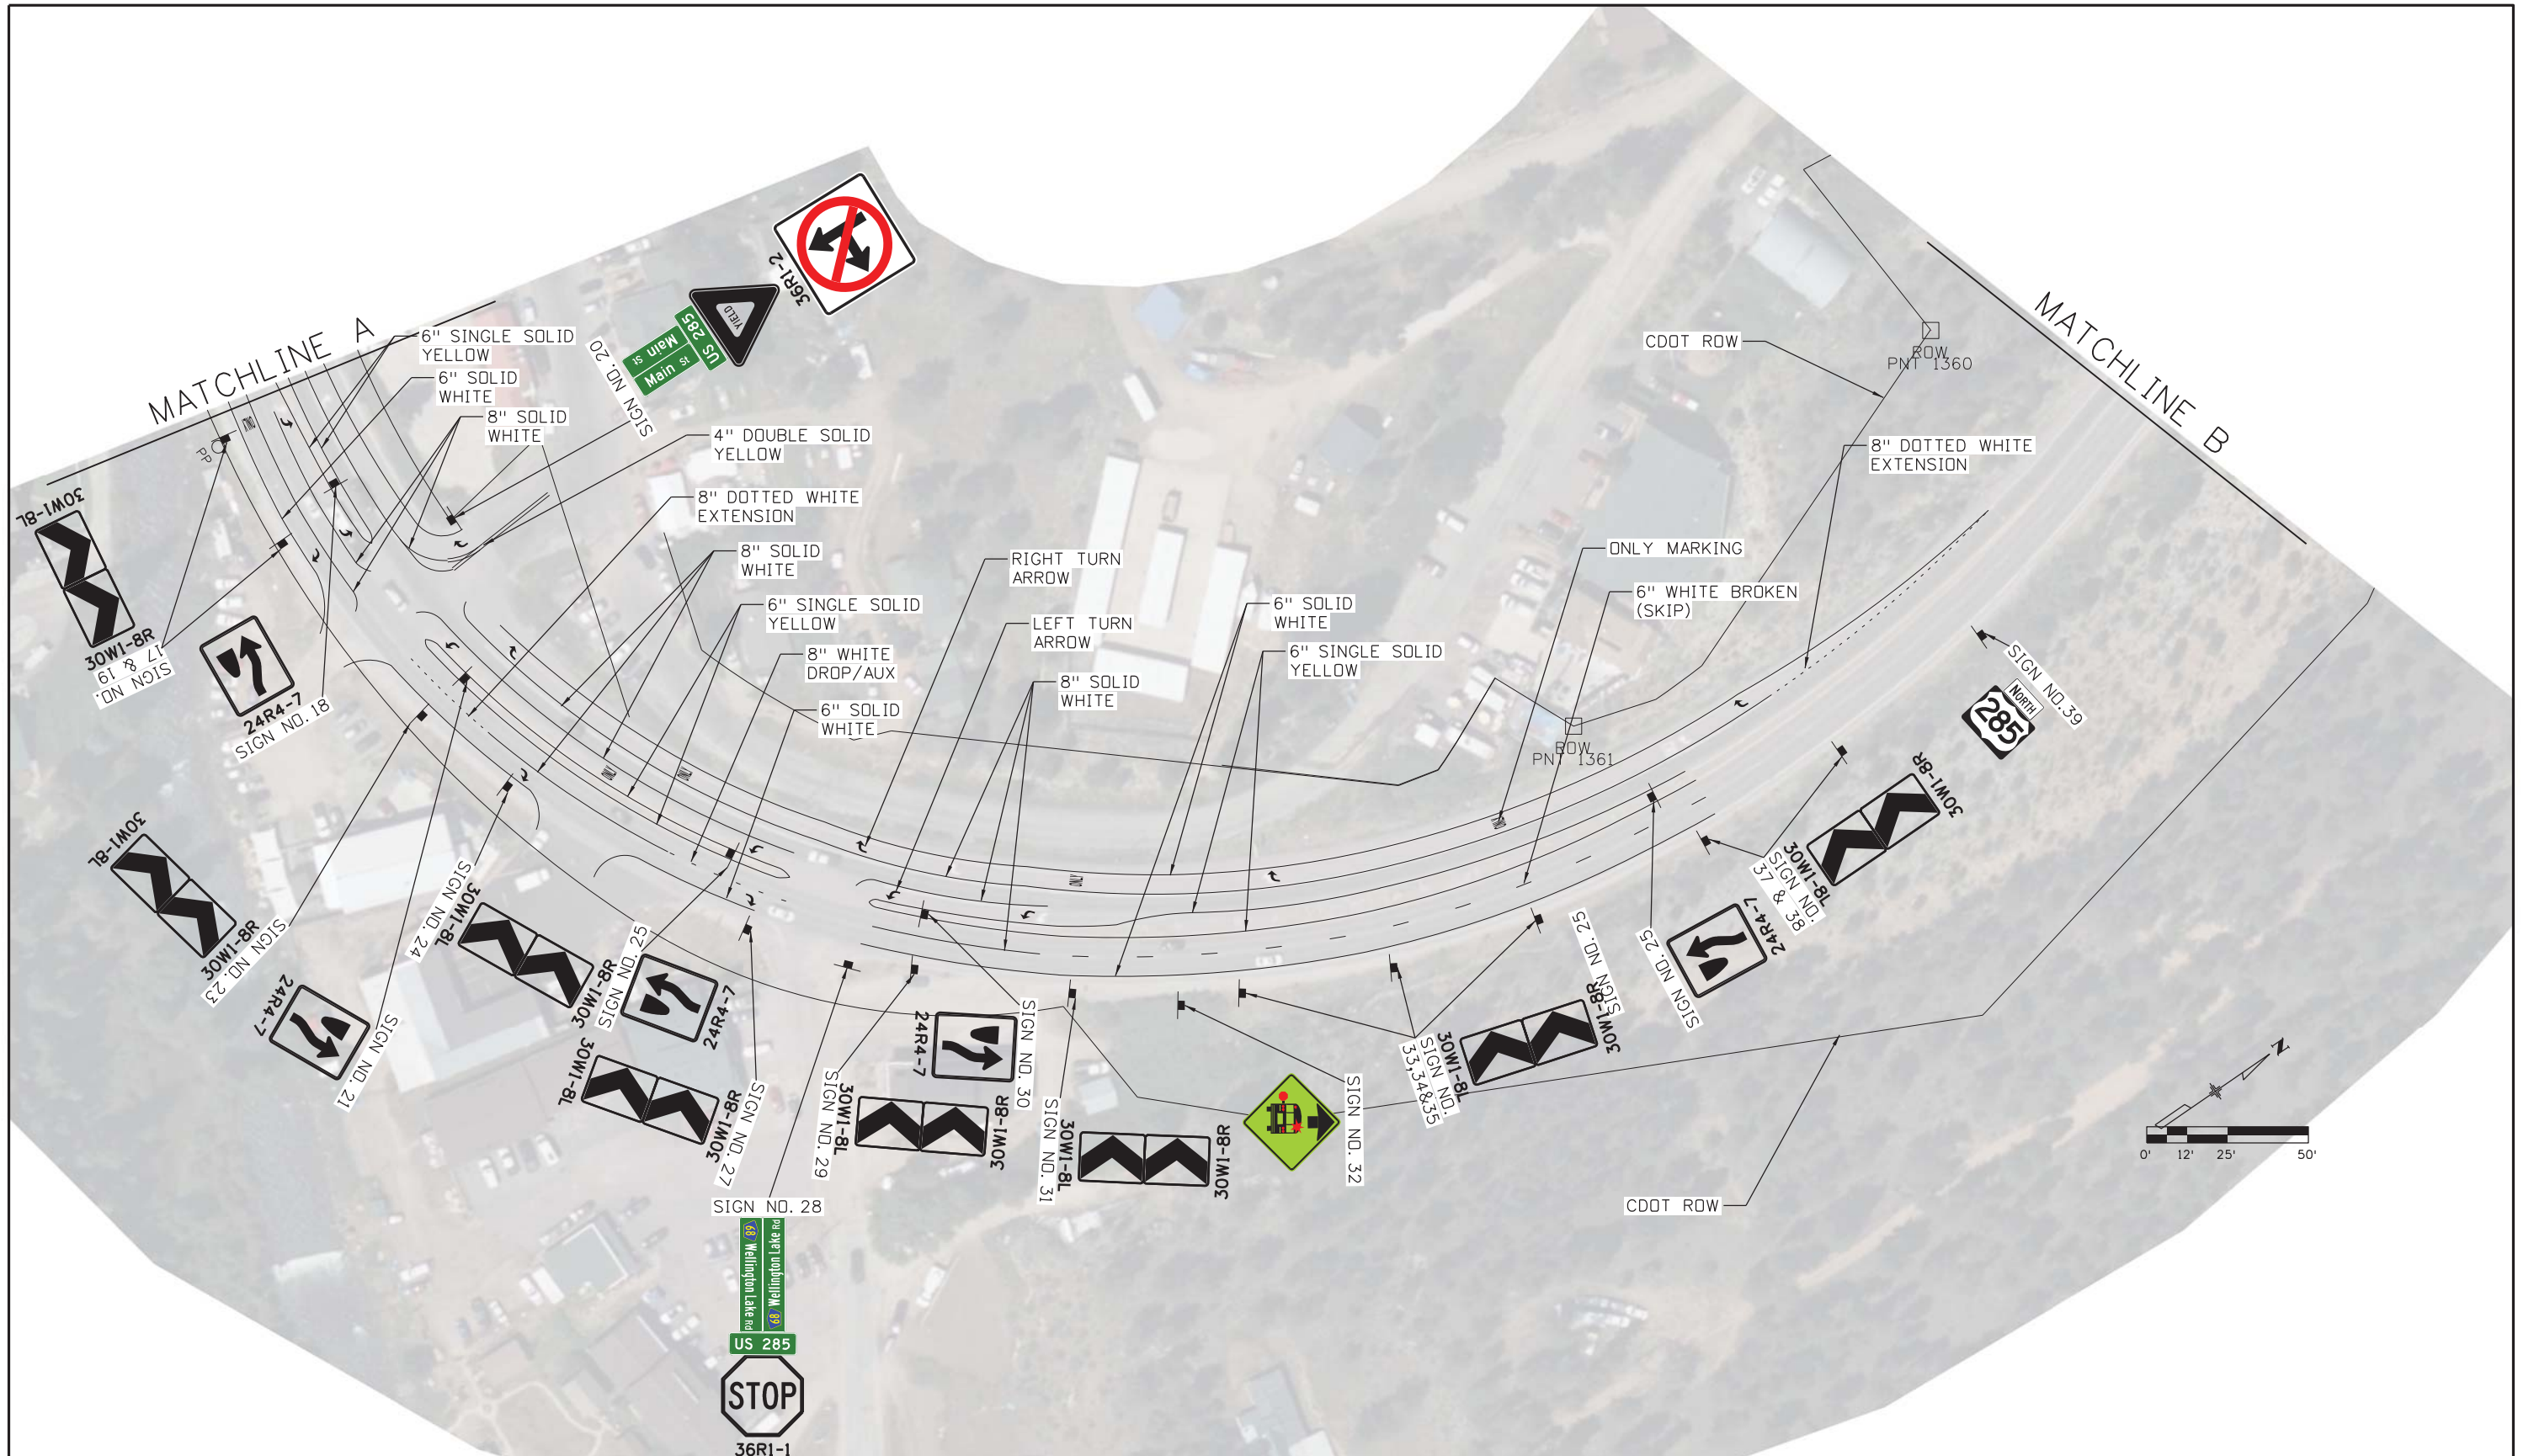 MATCHLINE A
6" SINGLE SOLID
YELLOW
6" SOLID
WHITE
8" SOLID
WHITE
4" DOUBLE SOLID
YELLOW
8" DOTTED WHITE
EXTENSION
8" SOLID
WHITE
6" SINGLE SOLID
YELLOW
8" WHITE
DROP/AUX
6" SOLID
WHITE
RIGHT TURN
ARROW
LEFT TURN
ARROW
8" SOLID
WHITE
6" SOLID
WHITE
6" SINGLE SOLID
YELLOW
ONLY MARKING
6" WHITE BROKEN
(SKIP)
8" DOTTED WHITE
EXTENSION
CDOT ROW
ROW
PNT 1360
ROW
PNT 1361
MATCHLINE B
36R1-2
YIELD
US 285
Main St
Main St
SIGN NO. 20
PP
30W1-8L
30W1-8R
SIGN NO.
17 & 19
24R4-7
SIGN NO. 18
30W1-8L
30W1-8R
SIGN NO. 23
24R4-7
SIGN NO. 21
SIGN NO. 24
30W1-8L
30W1-8R
SIGN NO. 25
24R4-7
30W1-8L
30W1-8R
SIGN NO. 27
SIGN NO. 28
68 Wellington Lake Rd
68 Wellington Lake Rd
US 285
STOP
36R1-1
SIGN NO. 29
30W1-8L
30W1-8R
24R4-7
SIGN NO. 30
SIGN NO. 31
30W1-8L
30W1-8R
SIGN NO. 32
SIGN NO.
33,34&35
30W1-8L
30W1-8R
SIGN NO. 25
SIGN NO. 25
24R4-7
SIGN NO.
37 & 38
30W1-8L
30W1-8R
SIGN NO.39
NORTH
285
CDOT ROW
N
0' 12' 25' 50'